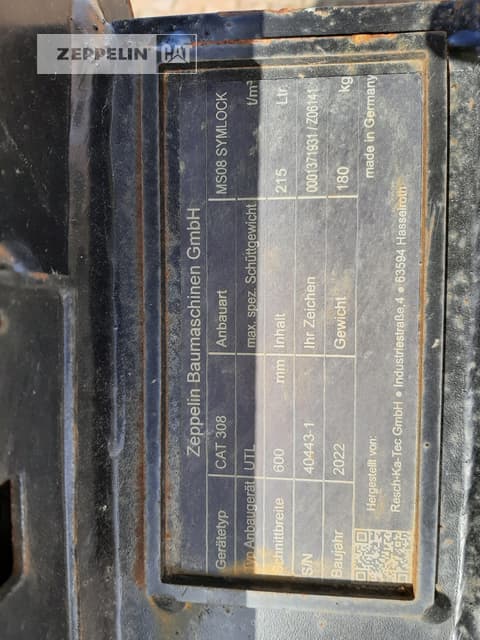 ZEPPELIN CAT
Zeppelin Baumaschinen GmbH
Gerätetyp CAT 308 Anbauart MS08 SYMLOCK
Typ Anbaugerät UTL max. spez. Schüttgewicht t/m³
Schnittbreite 600 mm Inhalt 215 Ltr.
S/N 40443-1 Ihr Zeichen 0001371931 / Z06141
Baujahr 2022 Gewicht 180 kg
Hergestellt von: made in Germany
Resch-Ka-Tec GmbH • Industriestraße 4 • 63594 Hasselroth